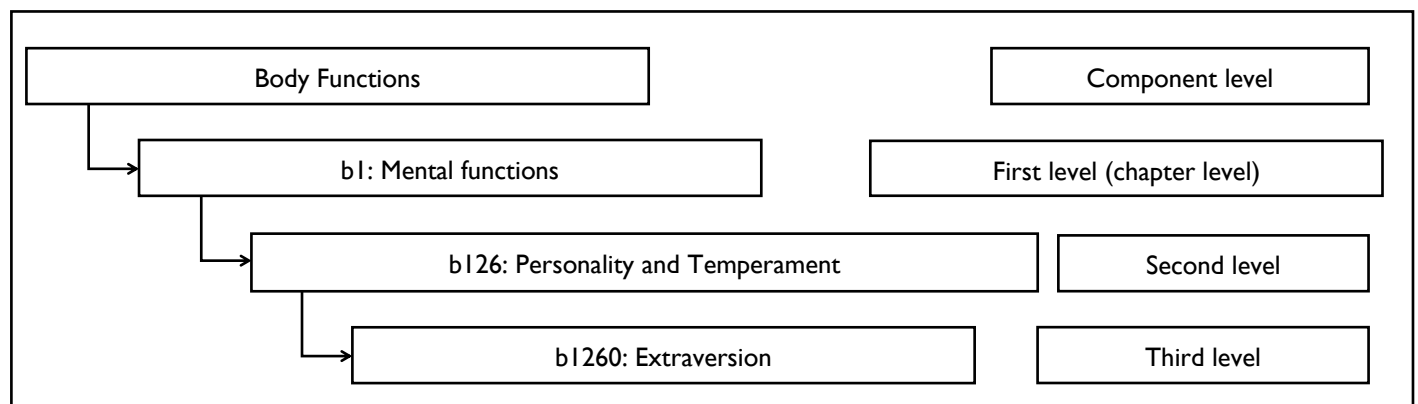 Body Functions
Component level
b1: Mental functions
First level (chapter level)
b126: Personality and Temperament
Second level
b1260: Extraversion
Third level